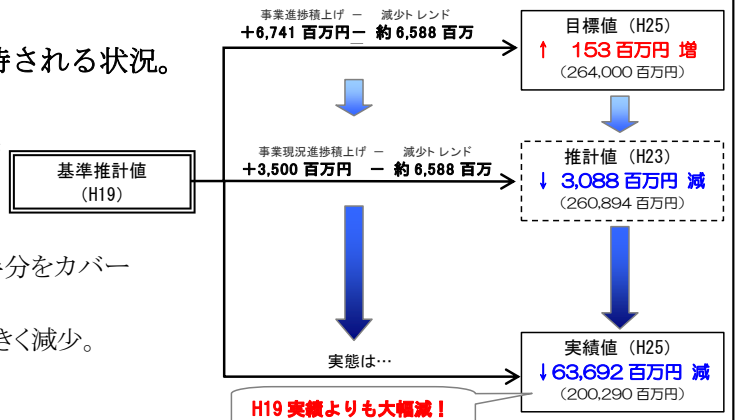 事業進捗積上げ － 減少トレンド
+6,741 百万円－ 約 6,588 百万
目標値（H25）
↑ 153 百万円 増
（264,000 百万円）
待される状況。
事業現況進捗積上げ － 減少トレンド
+3,500 百万円 － 約 6,588 百万
基準推計値
（H19）
推計値（H23）
↓ 3,088 百万円 減
（260,894 百万円）
分をカバー
きく減少。
実態は…
実績値（H25）
↓63,692 百万円 減
（200,290 百万円）
H19 実績よりも大幅減！